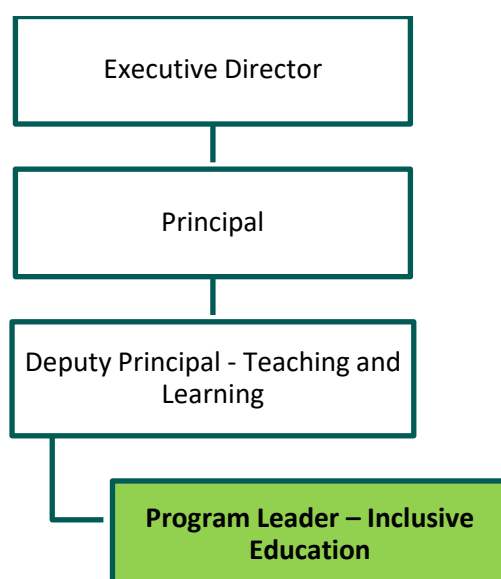 Executive Director
Principal
Deputy Principal - Teaching and
Learning
Program Leader – Inclusive
Education